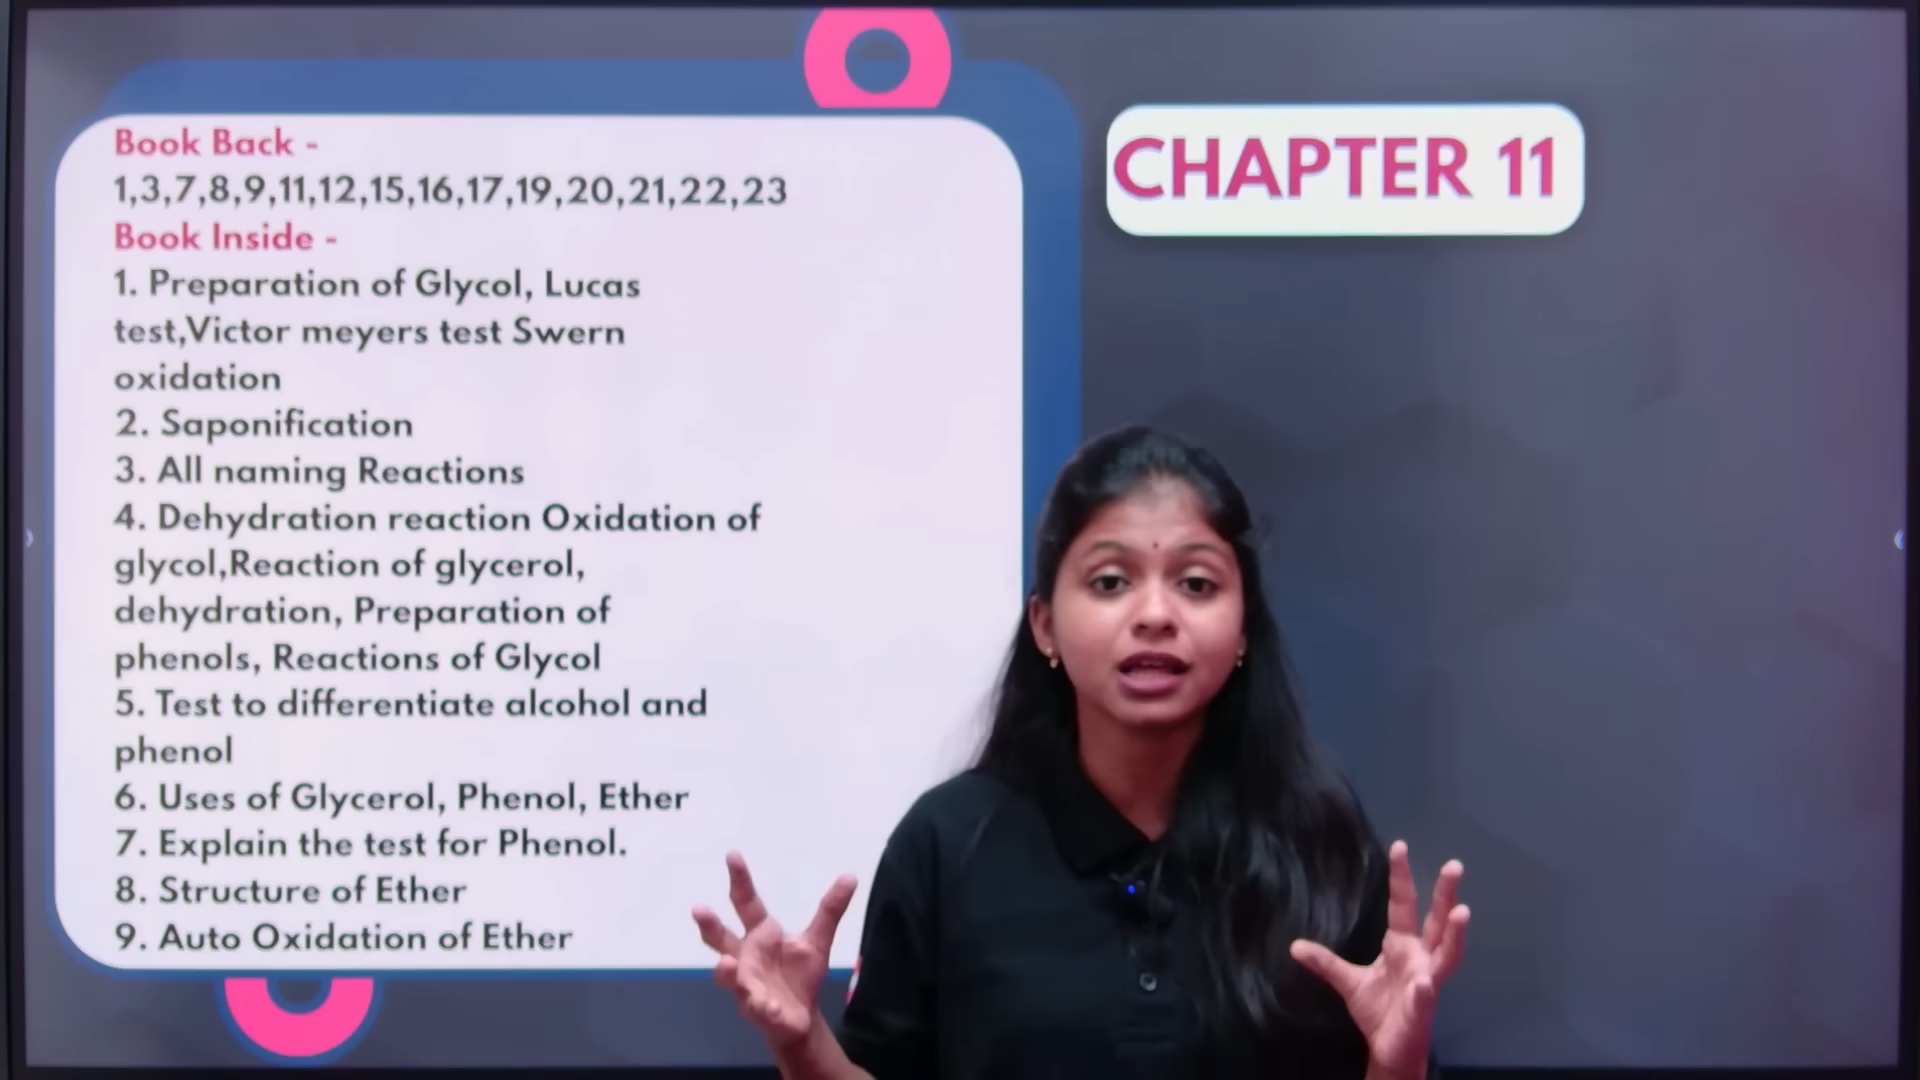 Book Back -
1,3,7,8,9,11,12,15,16,17,19,20,21,22,23
Book Inside -
1. Preparation of Glycol, Lucas
test,Victor meyers test Swern
oxidation
2. Saponification
3. All naming Reactions
4. Dehydration reaction Oxidation of
glycol,Reaction of glycerol,
dehydration, Preparation of
phenols, Reactions of Glycol
5. Test to differentiate alcohol and
phenol
6. Uses of Glycerol, Phenol, Ether
7. Explain the test for Phenol.
8. Structure of Ether
9. Auto Oxidation of Ether
CHAPTER 11